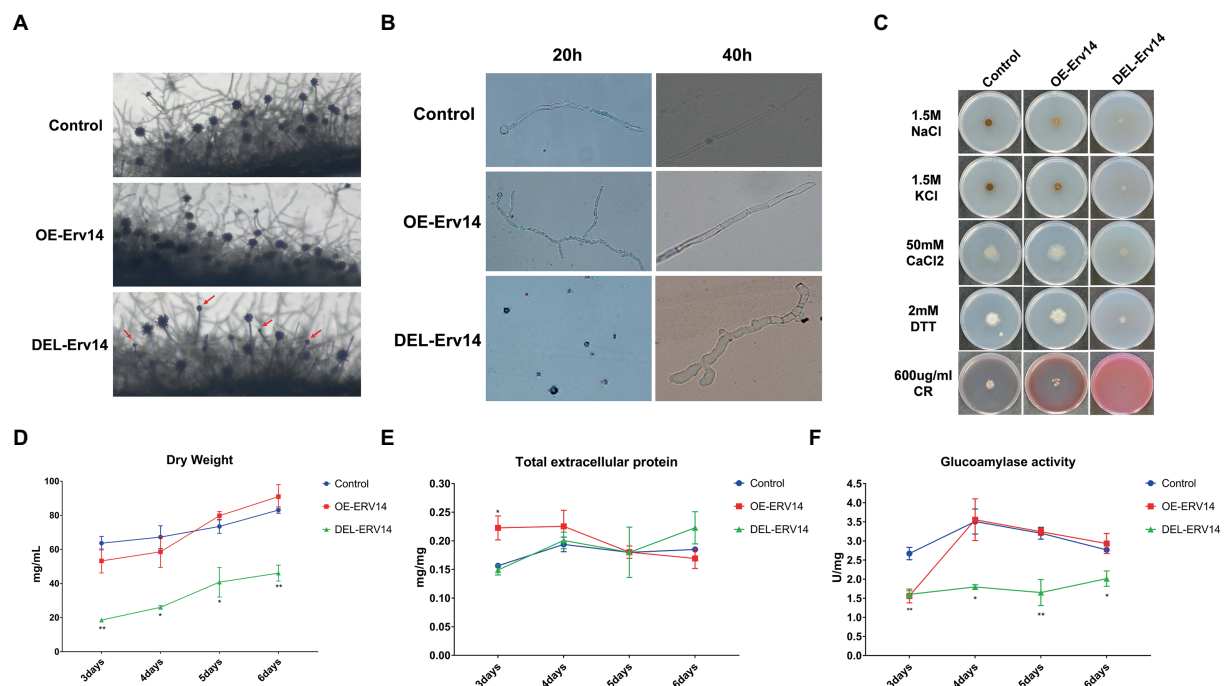 A
B
C
Control
OE-Erv14
DEL-Erv14
20h
40h
Control
OE-Erv14
DEL-Erv14
Control
OE-Erv14
DEL-Erv14
1.5M
NaCl
1.5M
KCl
50mM
CaCl2
2mM
DTT
600ug/ml
CR
D
Dry Weight
mg/mL
100
80
60
40
20
0
3days
4days
5days
6days
**
*
*
**
Control
OE-ERV14
DEL-ERV14
E
Total extracellular protein
mg/mg
0.30
0.25
0.20
0.15
0.10
0.05
0.00
3days
4days
5days
6days
*
Control
OE-ERV14
DEL-ERV14
F
Glucoamylase activity
U/mg
4.5
4.0
3.5
3.0
2.5
2.0
1.5
1.0
0.5
0.0
3days
4days
5days
6days
**
*
**
*
Control
OE-ERV14
DEL-ERV14